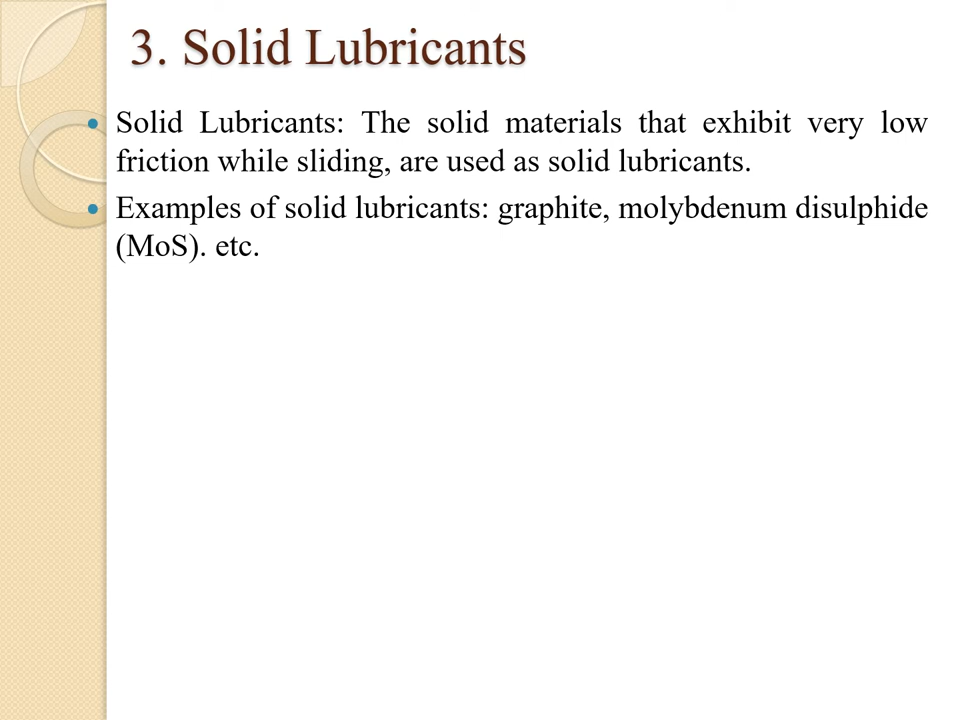 3. Solid Lubricants
Solid Lubricants: The solid materials that exhibit very low
friction while sliding, are used as solid lubricants.
Examples of solid lubricants: graphite, molybdenum disulphide
(MoS). etc.